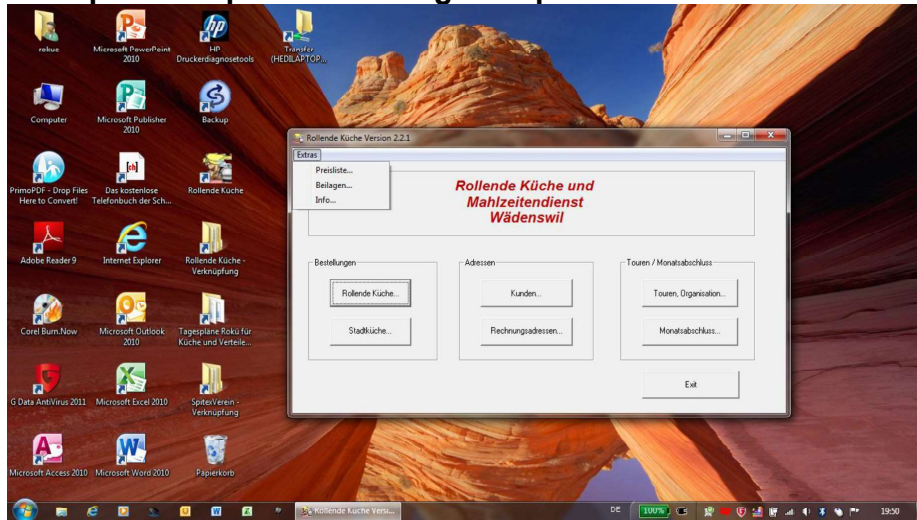 rokue
Microsoft PowerPoint
2010
HP
Druckerdiagnosetools
Transfer
(HEDILAPTOP...
Computer
Microsoft Publisher
2010
Backup
PrimoPDF - Drop Files
Here to Convert!
Das kostenlose
Telefonbuch der Sch...
Rollende Küche
Adobe Reader 9
Internet Explorer
Rollende Küche -
Verknüpfung
Corel Burn.Now
Microsoft Outlook
2010
Tagespläne Rokü für
Küche und Verteile...
G Data AntiVirus 2011
Microsoft Excel 2010
SpitexVerein -
Verknüpfung
Microsoft Access 2010
Microsoft Word 2010
Papierkorb
Rollende Küche Version 2.2.1
Extras
Preisliste...
Beilagen...
Info...
Rollende Küche und
Mahlzeitendienst
Wädenswil
Bestellungen
Rollende Küche...
Stadtküche...
Adressen
Kunden...
Rechnungsadressen...
Touren / Monatsabschluss
Touren, Organisation...
Monatsabschluss...
Exit
Rollende Küche Versi...
DE
100%
19:50